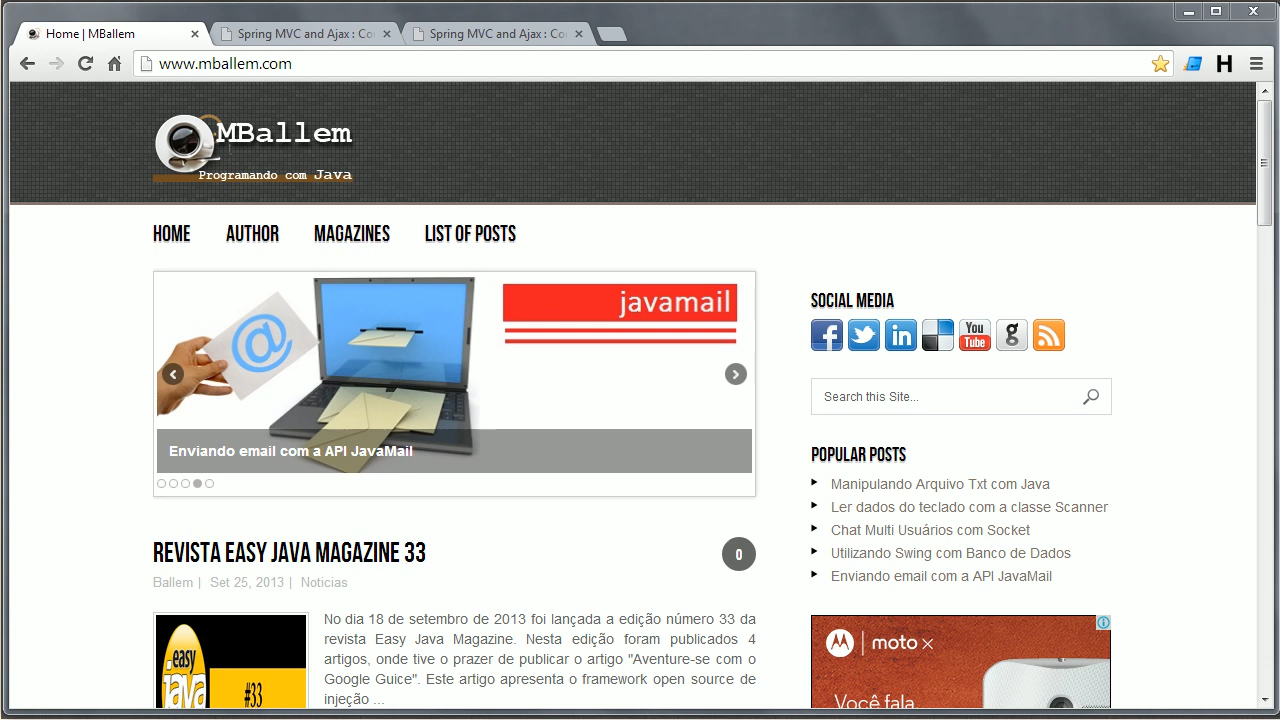 Home | MBallem
Spring MVC and Ajax : Co
Spring MVC and Ajax : Co
www.mballem.com
H
MBallem
Programando com Java
HOME
AUTHOR
MAGAZINES
LIST OF POSTS
javamail
@
Enviando email com a API JavaMail
SOCIAL MEDIA
f
in
You
Tube
g
Search this Site...
POPULAR POSTS
Manipulando Arquivo Txt com Java
Ler dados do teclado com a classe Scanner
Chat Multi Usuários com Socket
Utilizando Swing com Banco de Dados
Enviando email com a API JavaMail
REVISTA EASY JAVA MAGAZINE 33
0
Ballem | Set 25, 2013 | Noticias
easy
java
#33
No dia 18 de setembro de 2013 foi lançada a edição número 33 da
revista Easy Java Magazine. Nesta edição foram publicados 4
artigos, onde tive o prazer de publicar o artigo "Aventure-se com o
Google Guice". Este artigo apresenta o framework open source de
injeção ...
moto x
Você fala